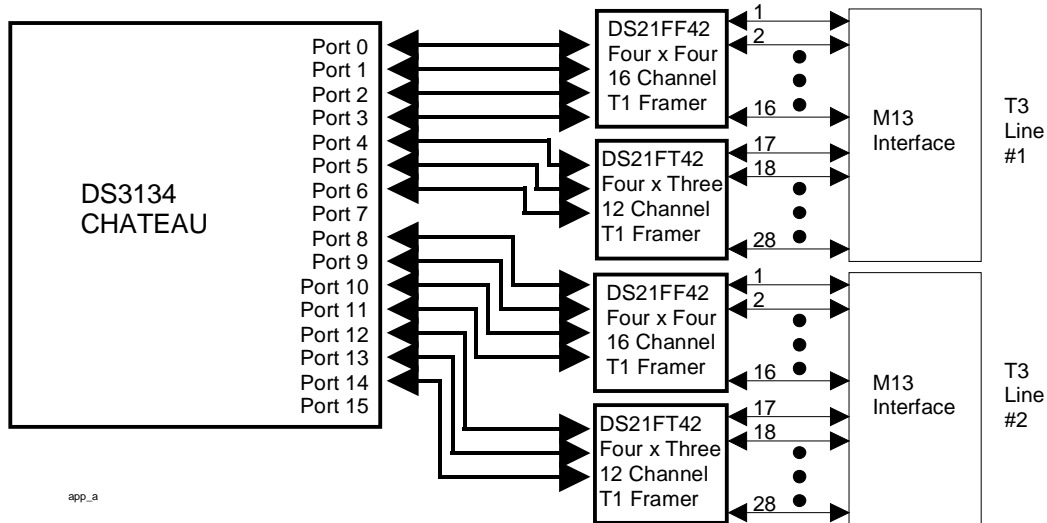 DS3134
CHATEAU
Port 0
Port 1
Port 2
Port 3
Port 4
Port 5
Port 6
Port 7
Port 8
Port 9
Port 10
Port 11
Port 12
Port 13
Port 14
Port 15
DS21FF42
Four x Four
16 Channel
T1 Framer
1
2
16
DS21FT42
Four x Three
12 Channel
T1 Framer
17
18
28
M13
Interface
T3
Line
#1
DS21FF42
Four x Four
16 Channel
T1 Framer
1
2
16
DS21FT42
Four x Three
12 Channel
T1 Framer
17
18
28
M13
Interface
T3
Line
#2
app_a